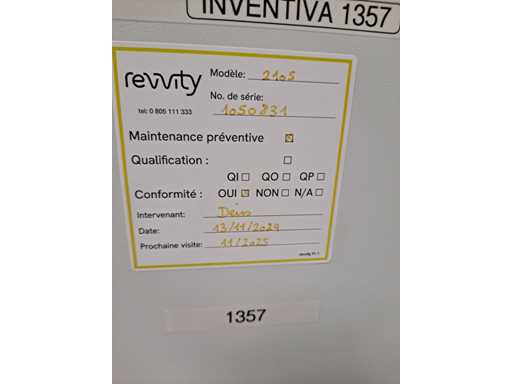 INVENTIVA 1357
revvity
Modèle: 2105
tel: 0 805 111 333
No. de série: 1050831
Maintenance préventive ☒
Qualification : ☐
QI ☐ QO ☐ QP ☐
Conformité : OUI ☒ NON ☐ N/A ☐
Intervenant:
Date: 13/11/2024
Prochaine visite: 11/2025
1357